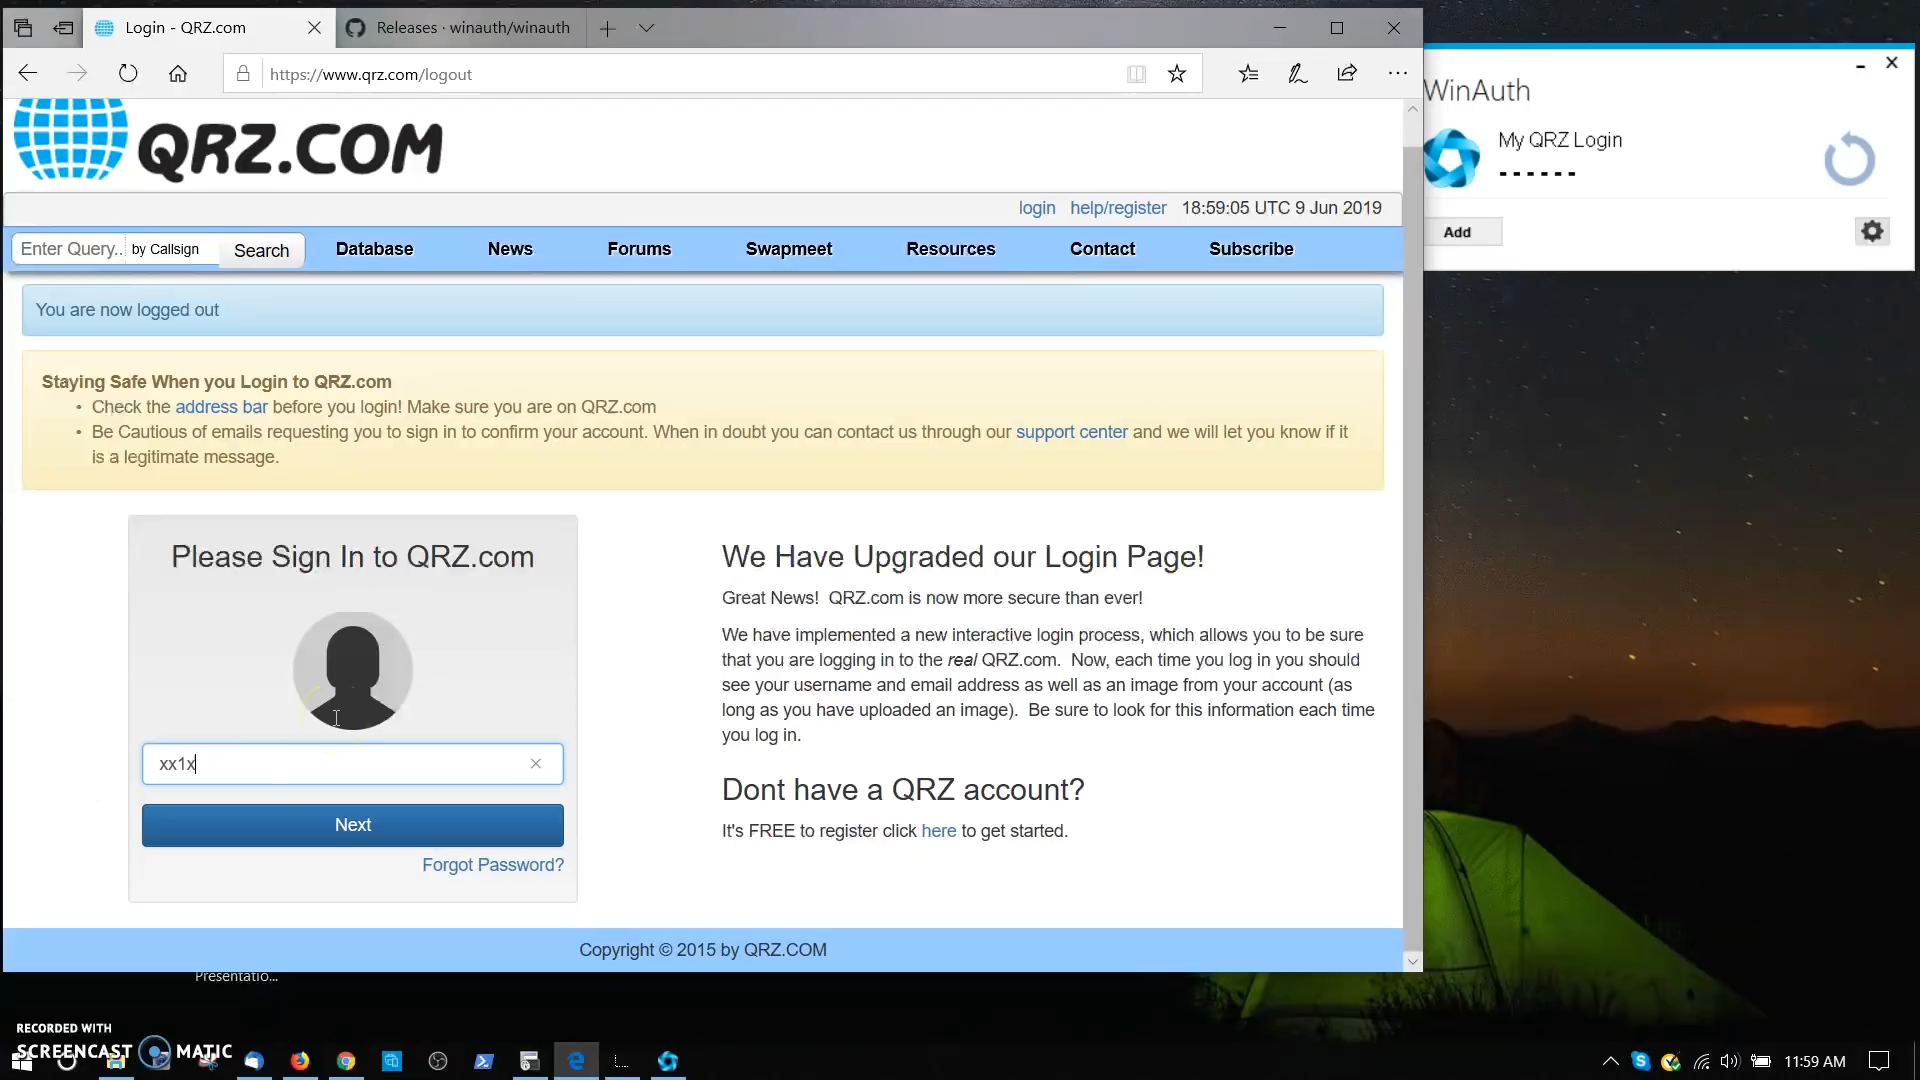 Login - QRZ.com
Releases · winauth/winauth
https://www.qrz.com/logout
QRZ.COM
login help/register 18:59:05 UTC 9 Jun 2019
Enter Query.. by Callsign Search Database News Forums Swapmeet Resources Contact Subscribe
You are now logged out
Staying Safe When you Login to QRZ.com
• Check the address bar before you login! Make sure you are on QRZ.com
• Be Cautious of emails requesting you to sign in to confirm your account. When in doubt you can contact us through our support center and we will let you know if it
is a legitimate message.
Please Sign In to QRZ.com
xx1x
Next
Forgot Password?
We Have Upgraded our Login Page!
Great News! QRZ.com is now more secure than ever!
We have implemented a new interactive login process, which allows you to be sure
that you are logging in to the real QRZ.com. Now, each time you log in you should
see your username and email address as well as an image from your account (as
long as you have uploaded an image). Be sure to look for this information each time
you log in.
Dont have a QRZ account?
It's FREE to register click here to get started.
Copyright © 2015 by QRZ.COM
WinAuth
My QRZ Login
- - - - - -
Add
Presentatio...
RECORDED WITH
SCREENCAST MATIC
11:59 AM